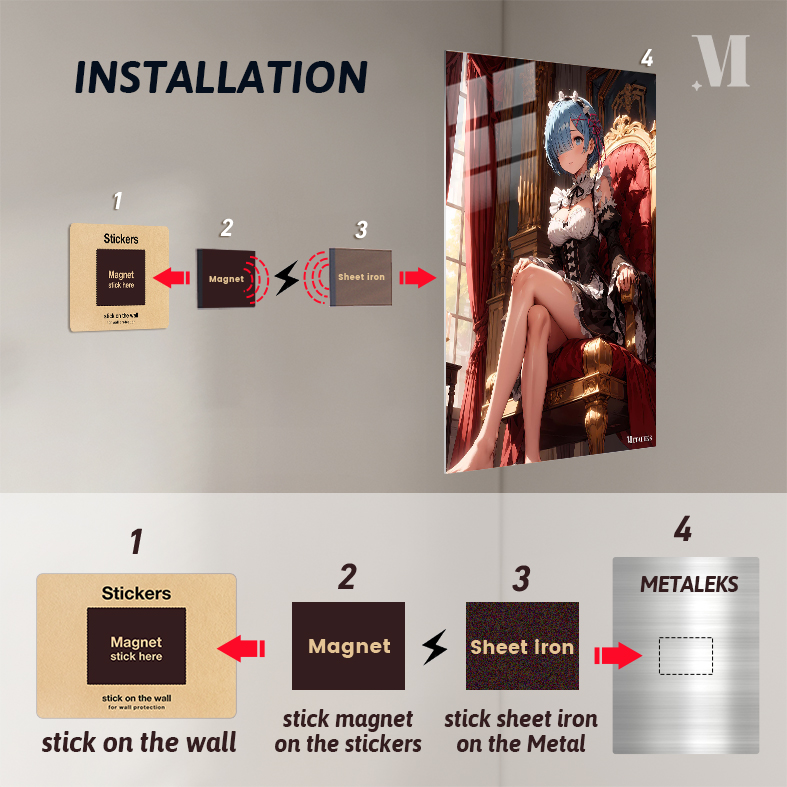 INSTALLATION
M
4
1
2
3
Stickers
Magnet
stick here
stick on the wall
for wall protection
Magnet
Sheet iron
METALEKS
1
2
3
4
Stickers
Magnet
stick here
stick on the wall
for wall protection
Magnet
Sheet iron
METALEKS
stick on the wall
stick magnet
on the stickers
stick sheet iron
on the Metal